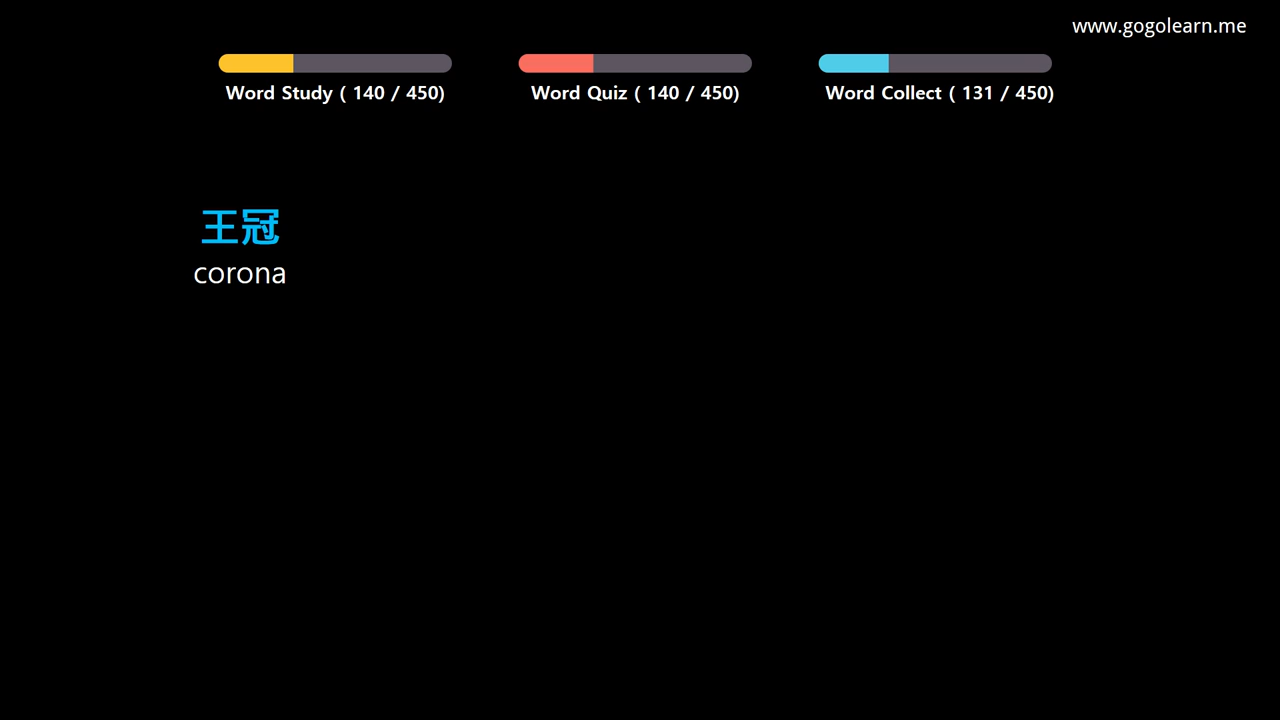 www.gogolearn.me
Word Study ( 140 / 450)
Word Quiz ( 140 / 450)
Word Collect ( 131 / 450)
王冠
corona